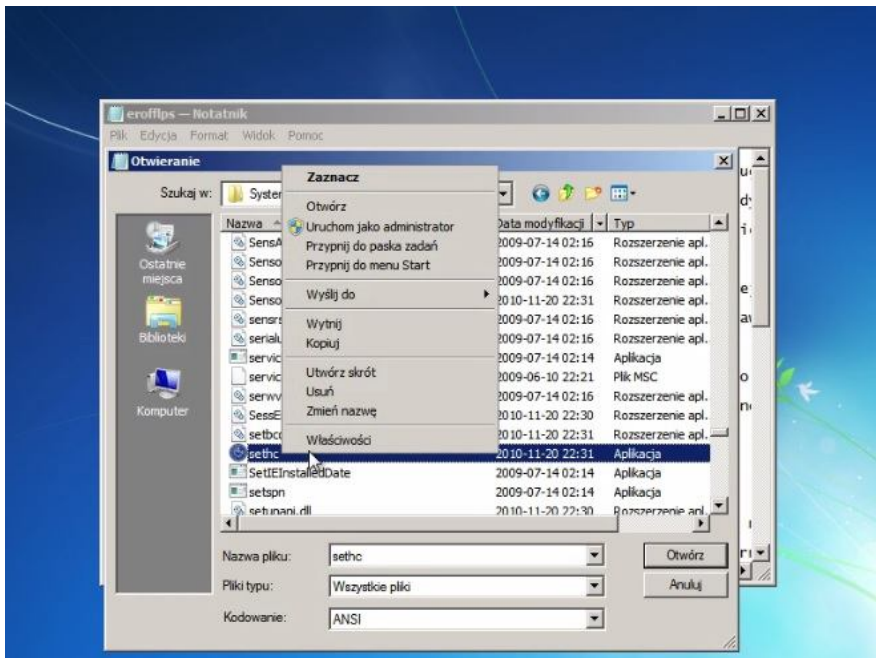 erofflps — Notatnik
Plik Edycja Format Widok Pomoc
Otwieranie
Szukaj w: System
Zaznacz
Otwórz
Uruchom jako administrator
Przypnij do paska zadań
Przypnij do menu Start
Wyślij do
Wytnij
Kopiuj
Utwórz skrót
Usuń
Zmień nazwę
Właściwości
Ostatnie miejsca
Biblioteki
Komputer
Nazwa Data modyfikacji Typ
SensA 2009-07-14 02:16 Rozszerzenie apl.
Senso 2009-07-14 02:16 Rozszerzenie apl.
Senso 2009-07-14 02:16 Rozszerzenie apl.
Senso 2010-11-20 22:31 Rozszerzenie apl.
sensrs 2009-07-14 02:16 Rozszerzenie apl.
serialu 2009-07-14 02:16 Rozszerzenie apl.
servic 2009-07-14 02:14 Aplikacja
servic 2009-06-10 22:21 Plik MSC
serwv 2009-07-14 02:16 Rozszerzenie apl.
SessE 2010-11-20 22:30 Rozszerzenie apl.
setbcd 2010-11-20 22:31 Rozszerzenie apl.
sethc 2010-11-20 22:31 Aplikacja
SetIEInstalledDate 2009-07-14 02:14 Aplikacja
setspn 2009-07-14 02:14 Aplikacja
setupapi.dll 2010-11-20 22:30 Rozszerzenie apl.
Nazwa pliku: sethc Otwórz
Pliki typu: Wszystkie pliki Anuluj
Kodowanie: ANSI